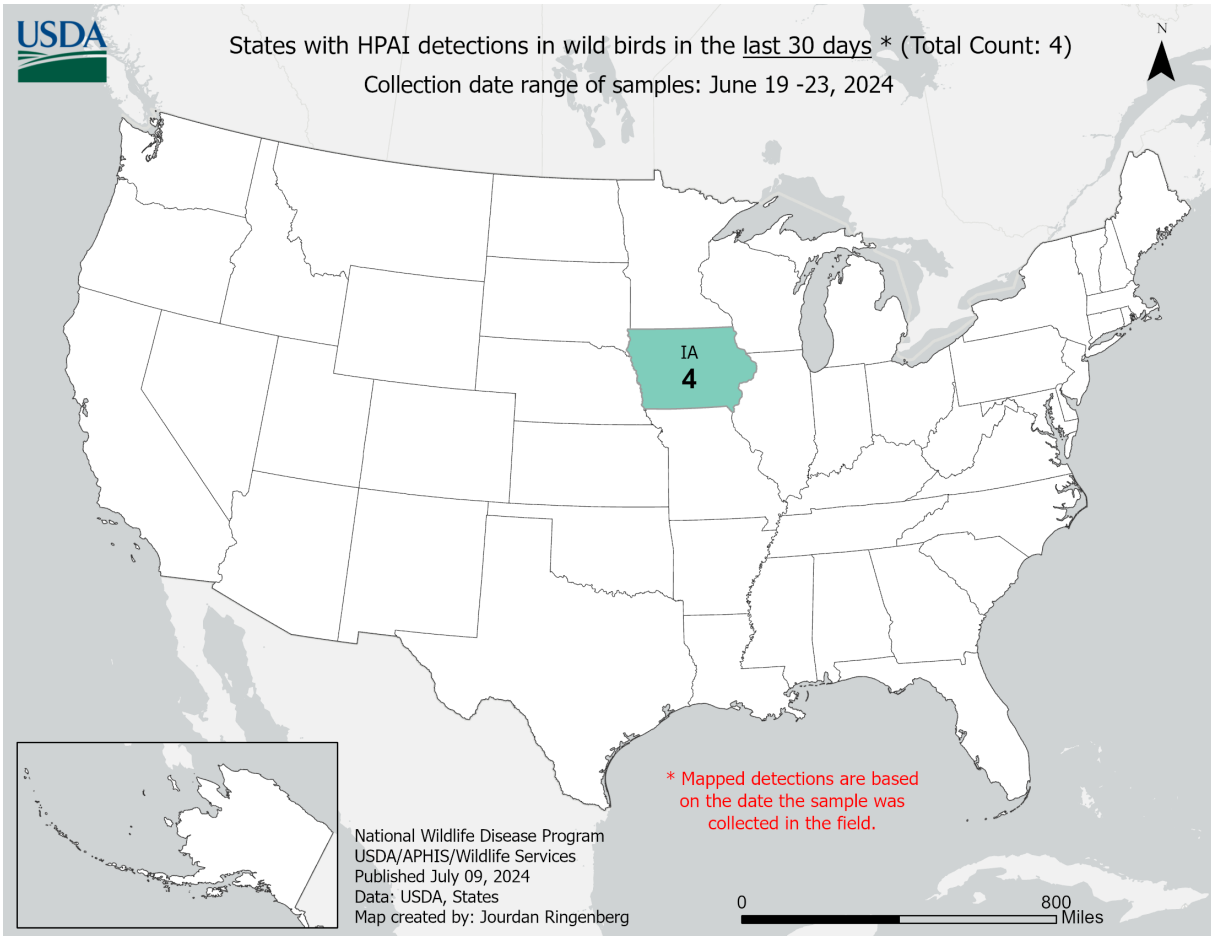 USDA
States with HPAI detections in wild birds in the last 30 days * (Total Count: 4)
Collection date range of samples: June 19 -23, 2024
N
IA
4
* Mapped detections are based
on the date the sample was
collected in the field.
National Wildlife Disease Program
USDA/APHIS/Wildlife Services
Published July 09, 2024
Data: USDA, States
Map created by: Jourdan Ringenberg
0 800
Miles